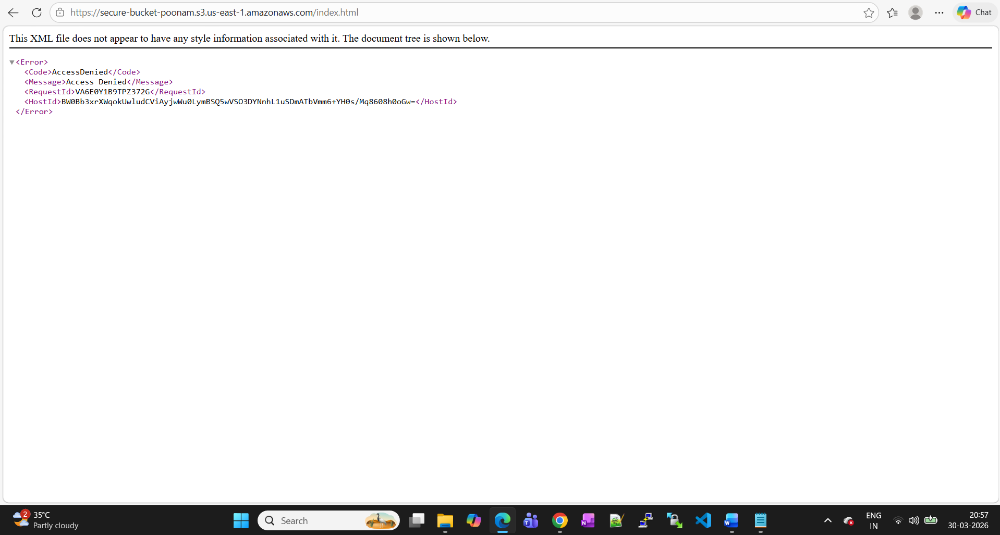 https://secure-bucket-poonam.s3.us-east-1.amazonaws.com/index.html
Chat
This XML file does not appear to have any style information associated with it. The document tree is shown below.
▼<Error>
<Code>AccessDenied</Code>
<Message>Access Denied</Message>
<RequestId>VA6E0Y1B9TPZ372G</RequestId>
<HostId>BW0Bb3xrXWqokUwludCViAyjwWu0LymBSQ5wVSO3DYNnhL1uSDmATbVmm6+YH0s/Mq8608h0oGw=</HostId>
</Error>
2
35°C
Partly cloudy
Search
ENG
IN
20:57
30-03-2026